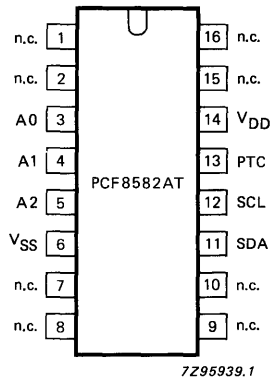 n.c. 1 16 n.c.
n.c. 2 15 n.c.
A0 3 14 VDD
A1 4 13 PTC
PCF8582AT
A2 5 12 SCL
VSS 6 11 SDA
n.c. 7 10 n.c.
n.c. 8 9 n.c.
7Z95939.1